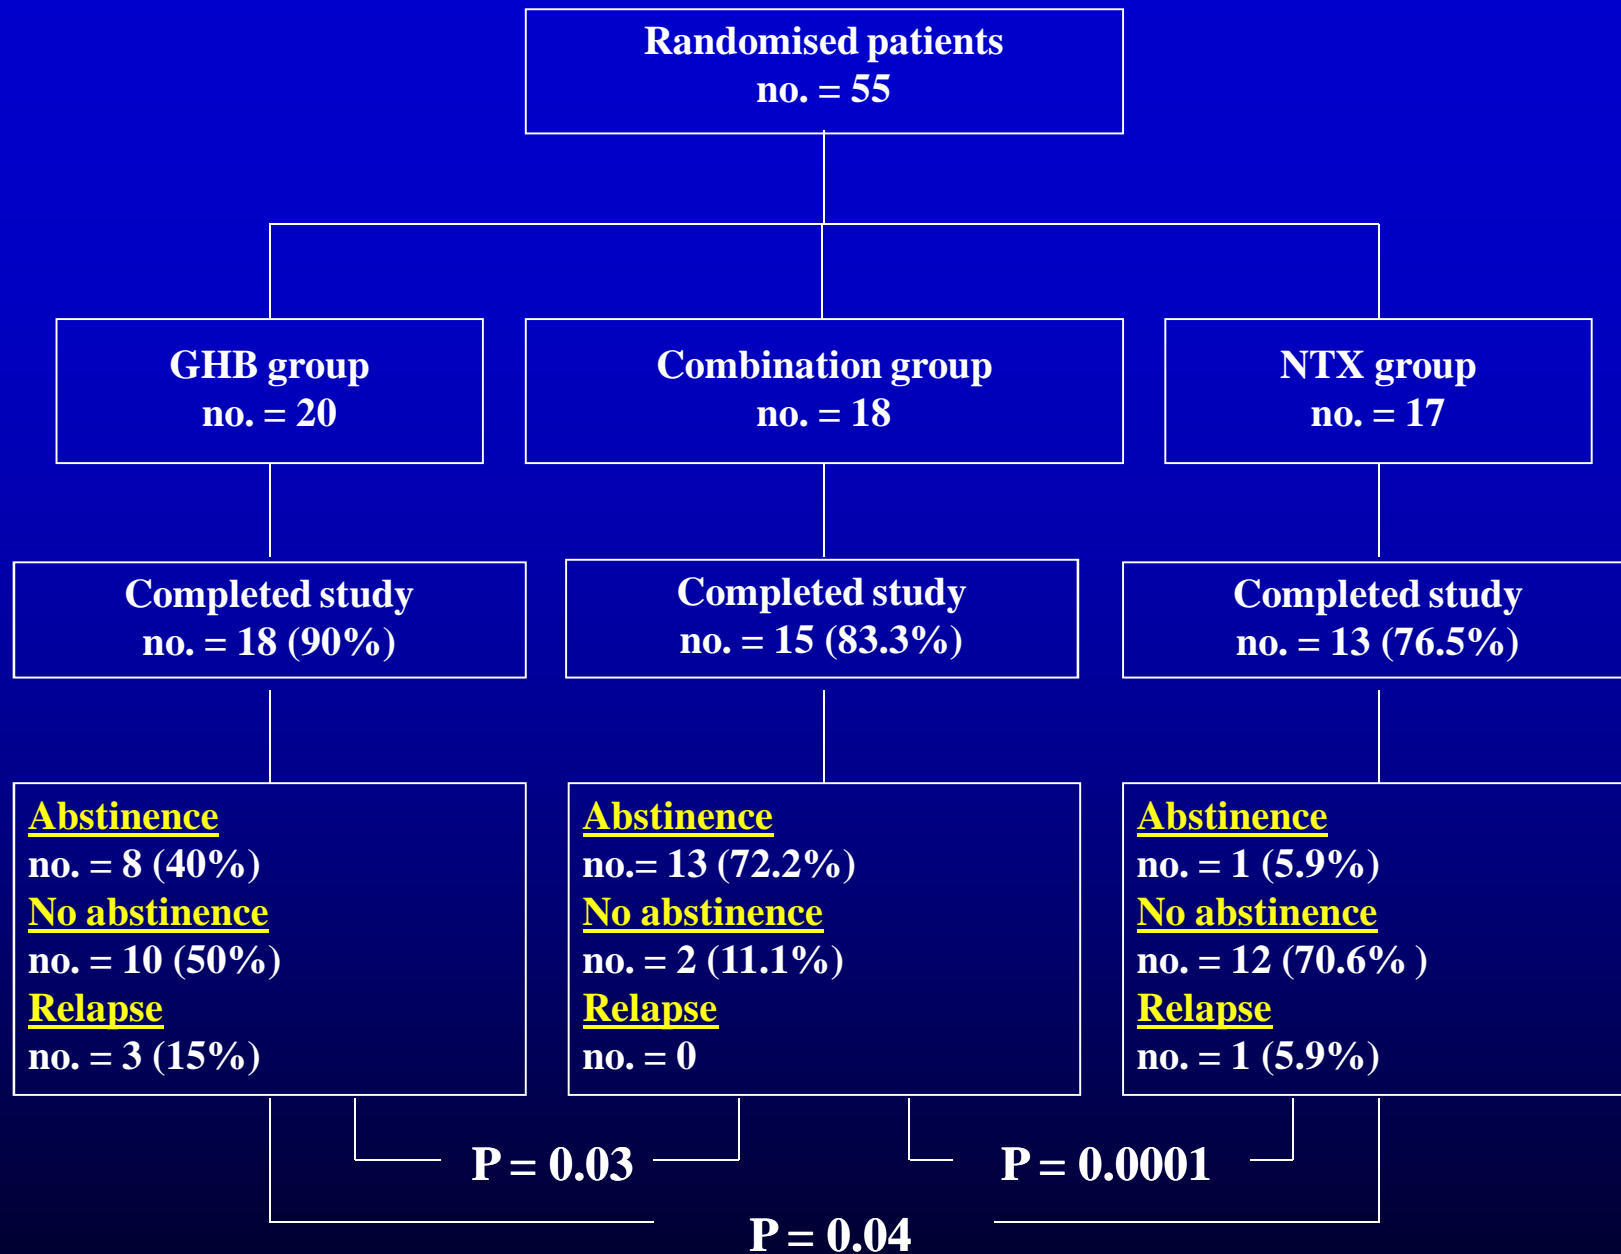 Randomised patients
no. = 55
GHB group
no. = 20
Combination group
no. = 18
NTX group
no. = 17
Completed study
no. = 18 (90%)
Completed study
no. = 15 (83.3%)
Completed study
no. = 13 (76.5%)
Abstinence
no. = 8 (40%)
No abstinence
no. = 10 (50%)
Relapse
no. = 3 (15%)
Abstinence
no.= 13 (72.2%)
No abstinence
no. = 2 (11.1%)
Relapse
no. = 0
Abstinence
no. = 1 (5.9%)
No abstinence
no. = 12 (70.6% )
Relapse
no. = 1 (5.9%)
P = 0.03
P = 0.0001
P = 0.04